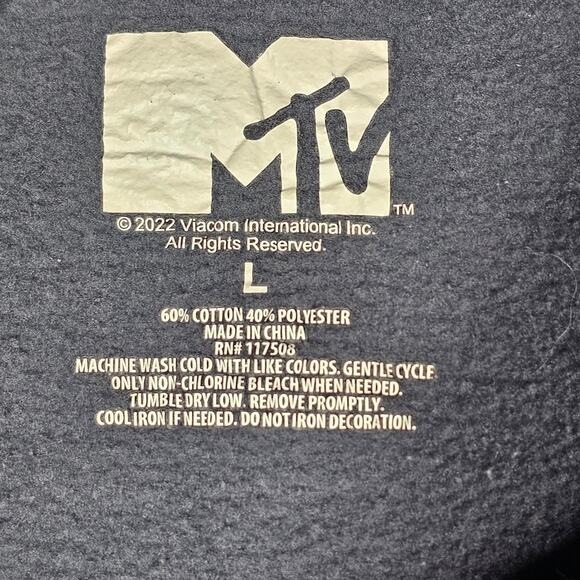 MTV
TM
© 2022 Viacom International Inc.
All Rights Reserved.
L
60% COTTON 40% POLYESTER
MADE IN CHINA
RN# 117508
MACHINE WASH COLD WITH LIKE COLORS. GENTLE CYCLE
ONLY NON-CHLORINE BLEACH WHEN NEEDED.
TUMBLE DRY LOW. REMOVE PROMPTLY.
COOL IRON IF NEEDED. DO NOT IRON DECORATION.